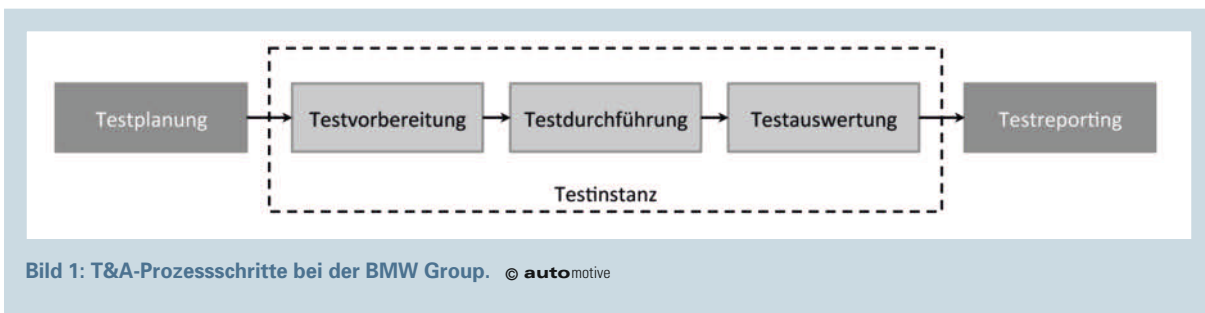 Testplanung
Testvorbereitung
Testdurchführung
Testauswertung
Testreporting
Testinstanz
Bild 1: T&A-Prozessschritte bei der BMW Group. © automotive